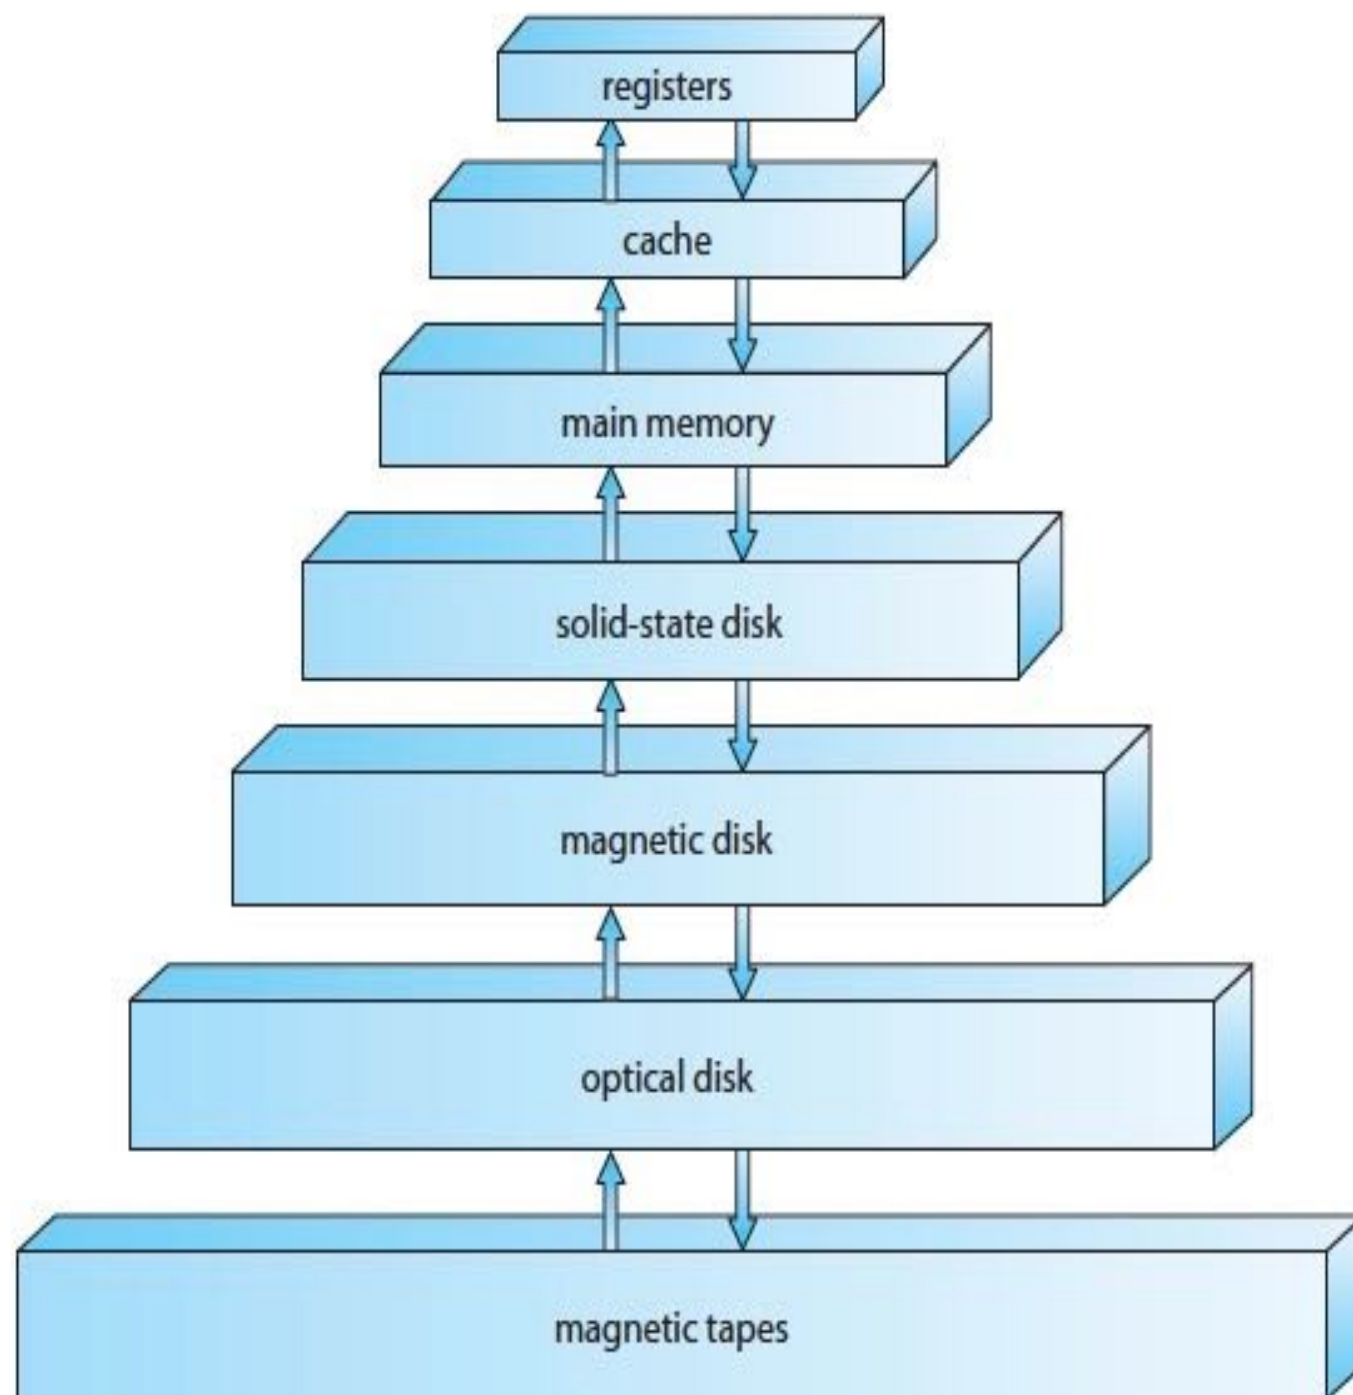 registers
cache
main memory
solid-state disk
magnetic disk
optical disk
magnetic tapes